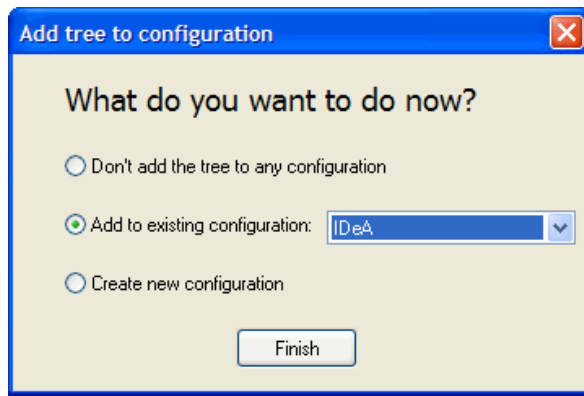 Add tree to configuration
What do you want to do now?
Don't add the tree to any configuration
Add to existing configuration: IDeA
Create new configuration
Finish